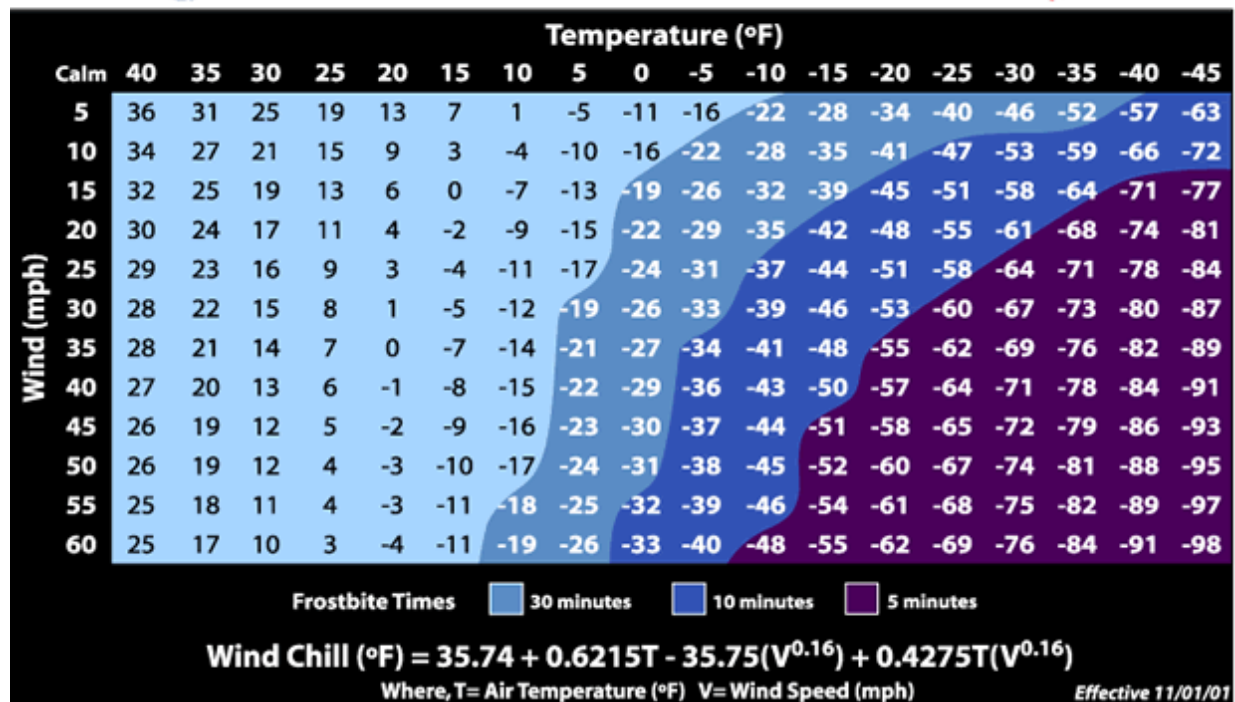 Temperature (ºF)
Calm 40 35 30 25 20 15 10 5 0 -5 -10 -15 -20 -25 -30 -35 -40 -45
5 36 31 25 19 13 7 1 -5 -11 -16 -22 -28 -34 -40 -46 -52 -57 -63
10 34 27 21 15 9 3 -4 -10 -16 -22 -28 -35 -41 -47 -53 -59 -66 -72
15 32 25 19 13 6 0 -7 -13 -19 -26 -32 -39 -45 -51 -58 -64 -71 -77
20 30 24 17 11 4 -2 -9 -15 -22 -29 -35 -42 -48 -55 -61 -68 -74 -81
25 29 23 16 9 3 -4 -11 -17 -24 -31 -37 -44 -51 -58 -64 -71 -78 -84
30 28 22 15 8 1 -5 -12 -19 -26 -33 -39 -46 -53 -60 -67 -73 -80 -87
35 28 21 14 7 0 -7 -14 -21 -27 -34 -41 -48 -55 -62 -69 -76 -82 -89
40 27 20 13 6 -1 -8 -15 -22 -29 -36 -43 -50 -57 -64 -71 -78 -84 -91
45 26 19 12 5 -2 -9 -16 -23 -30 -37 -44 -51 -58 -65 -72 -79 -86 -93
50 26 19 12 4 -3 -10 -17 -24 -31 -38 -45 -52 -60 -67 -74 -81 -88 -95
55 25 18 11 4 -3 -11 -18 -25 -32 -39 -46 -54 -61 -68 -75 -82 -89 -97
60 25 17 10 3 -4 -11 -19 -26 -33 -40 -48 -55 -62 -69 -76 -84 -91 -98
Wind (mph)
Frostbite Times 30 minutes 10 minutes 5 minutes
Wind Chill (ºF) = 35.74 + 0.6215T - 35.75(V^0.16) + 0.4275T(V^0.16)
Where, T= Air Temperature (ºF) V= Wind Speed (mph)
Effective 11/01/01